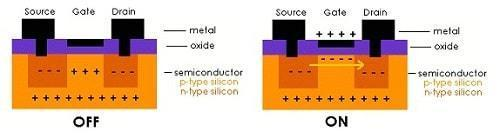 Source Gate Drain
metal
oxide
- - - + + + - - -
semiconductor
p-type silicon
n-type silicon
+ + + + + + + + + +
OFF
Source Gate Drain
+ + + +
metal
oxide
- - - -
- - - - - -
semiconductor
p-type silicon
n-type silicon
+ + + + + + + + + +
ON